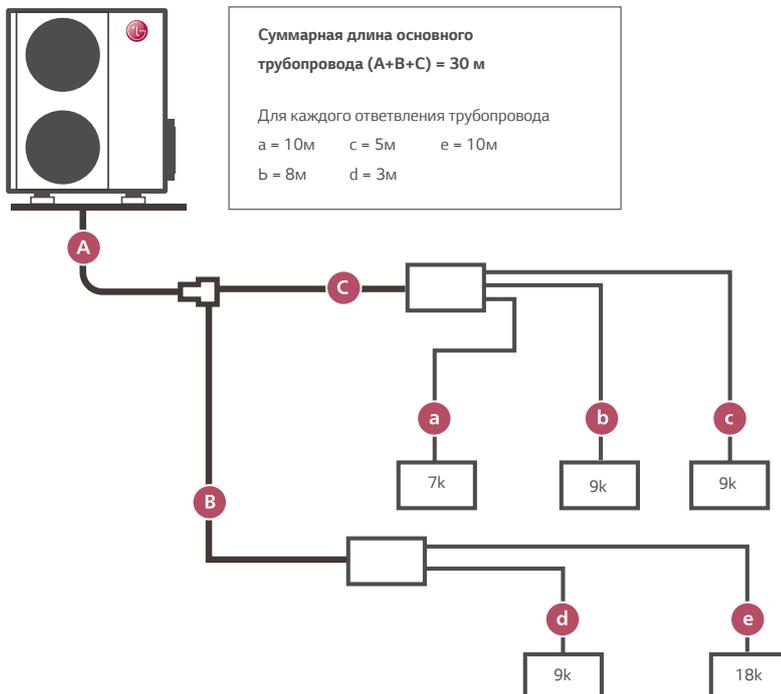 LG
Суммарная длина основного
трубопровода (A+B+C) = 30 м
Для каждого ответвления трубопровода
a = 10м c = 5м e = 10м
b = 8м d = 3м
A
C
a
b
c
7k
9k
9k
B
d
e
9k
18k